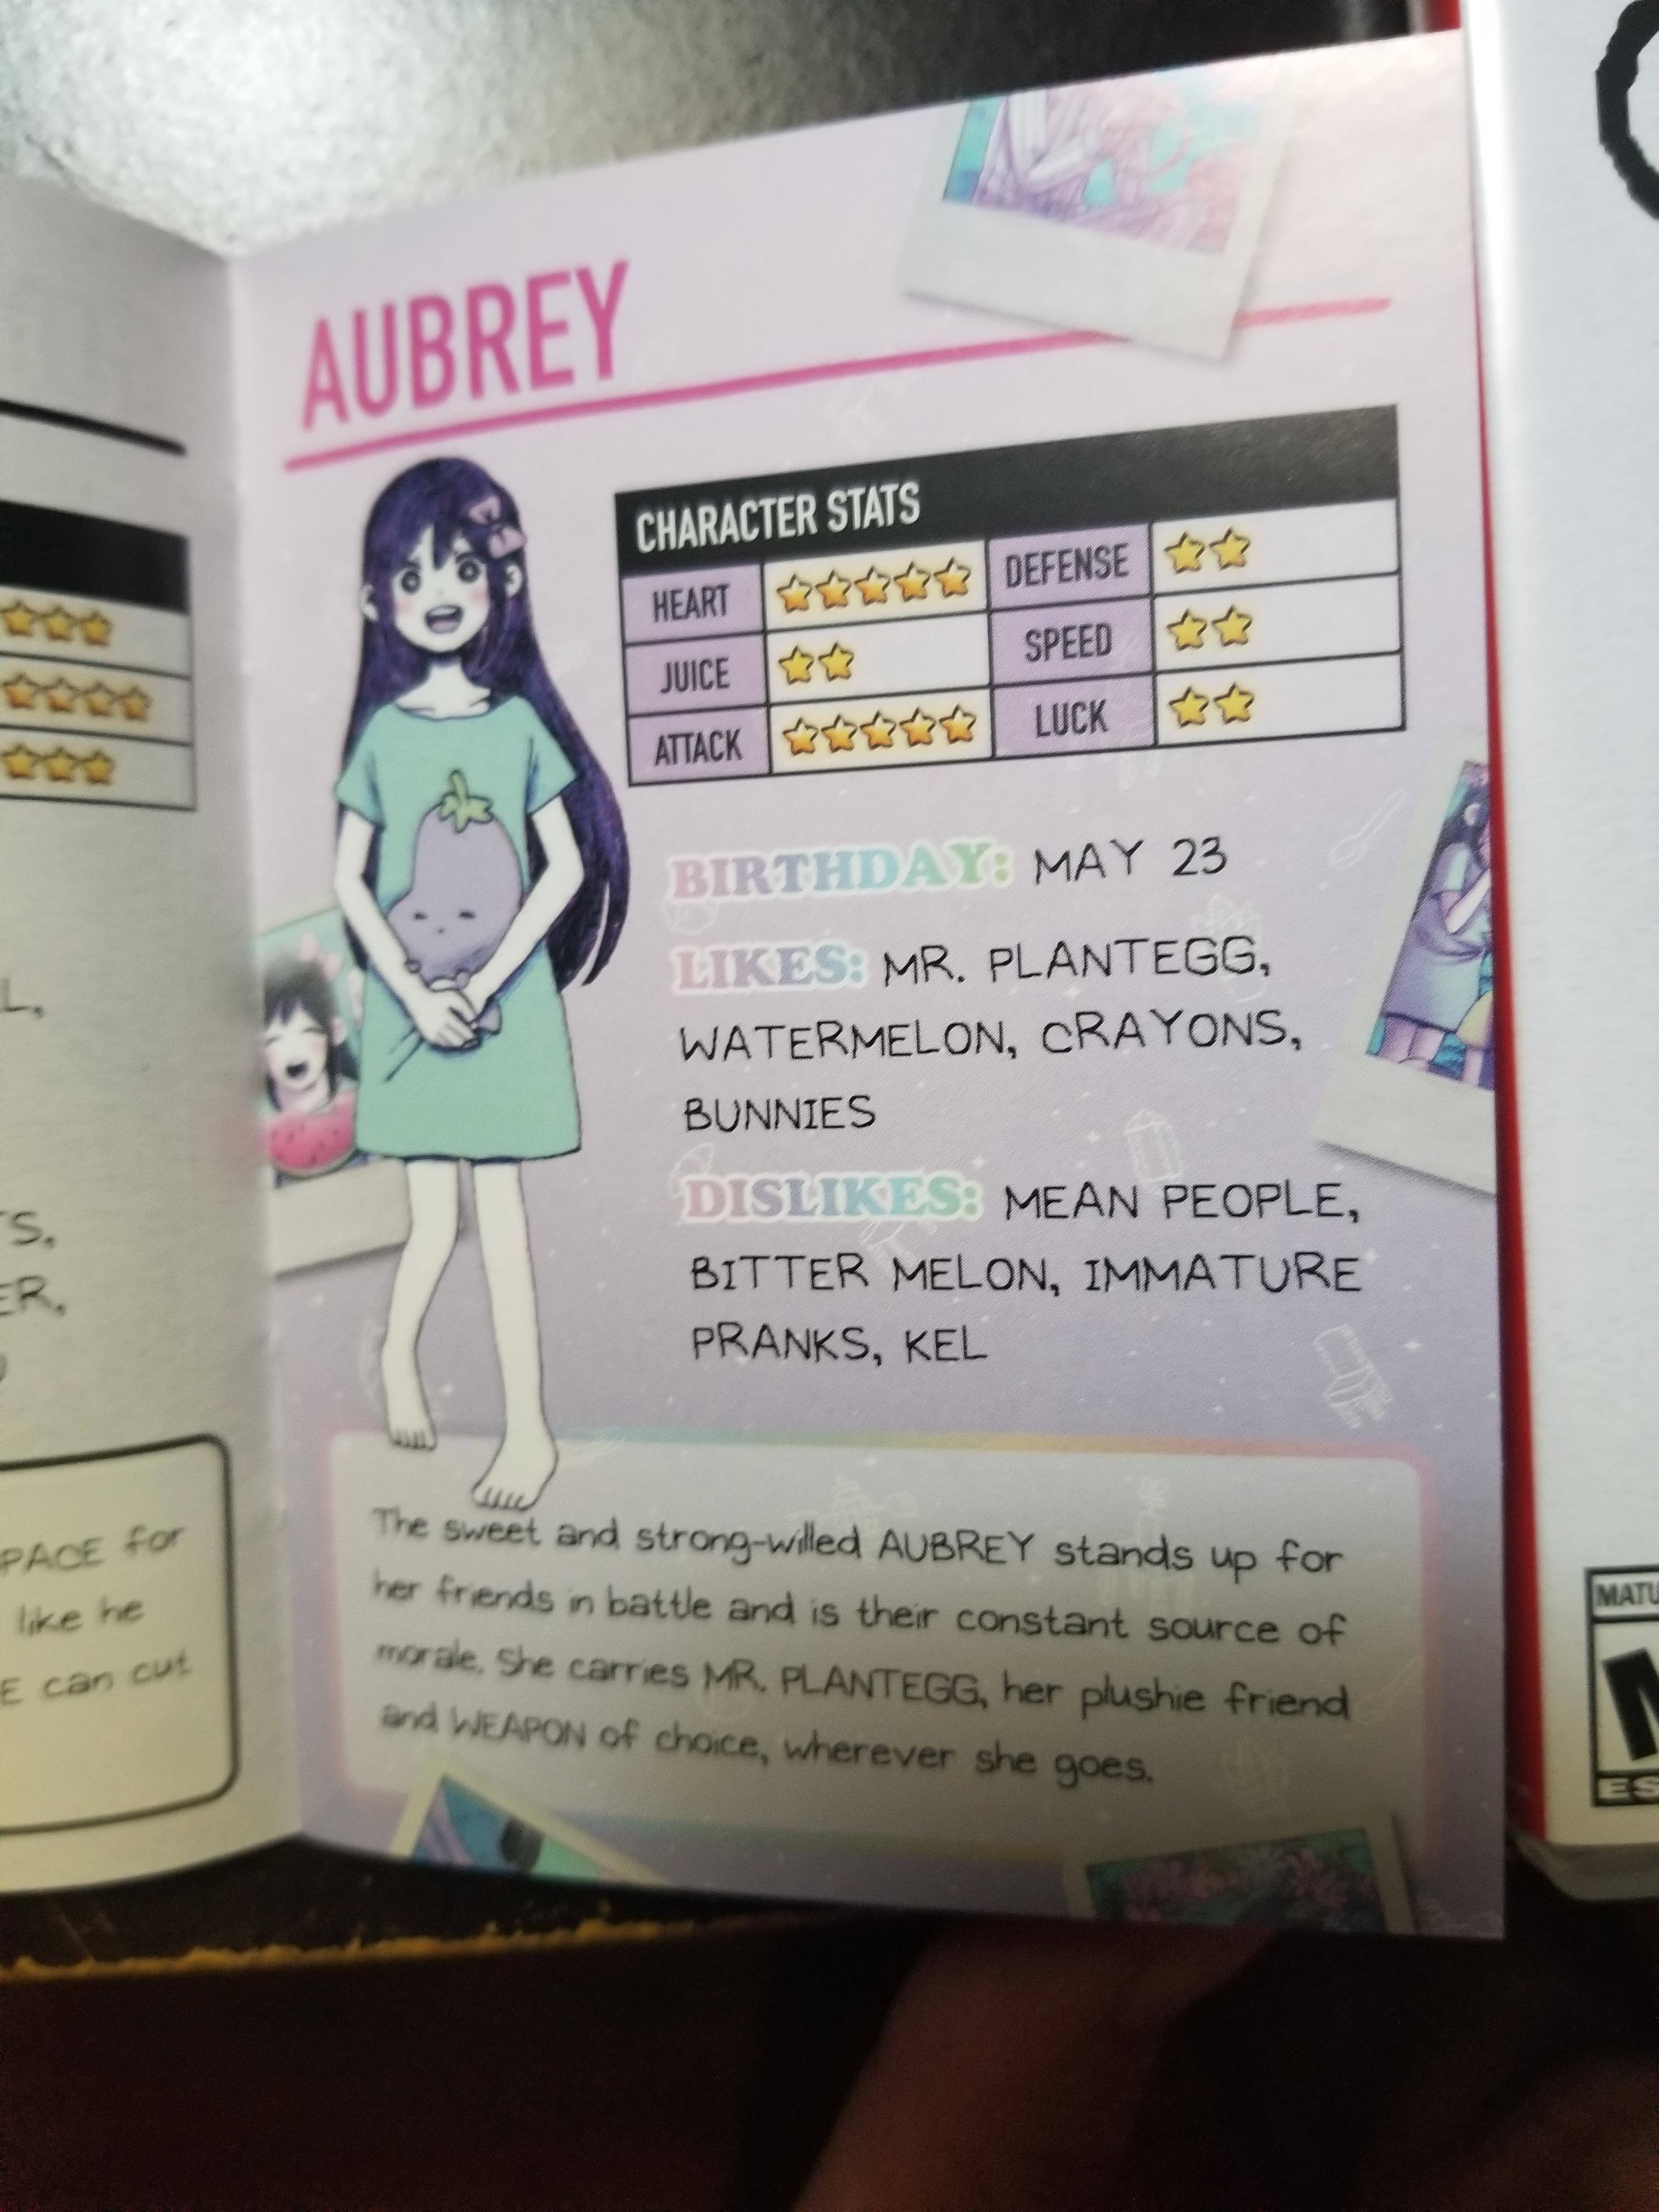 AUBREY
CHARACTER STATS
HEART
DEFENSE
JUICE
SPEED
ATTACK
LUCK
BIRTHDAY: MAY 23
LIKES: MR. PLANTEGG,
WATERMELON, CRAYONS,
BUNNIES
DISLIKES: MEAN PEOPLE,
BITTER MELON, IMMATURE
PRANKS, KEL
The sweet and strong-willed AUBREY stands up for
her friends in battle and is their constant source of
morale. She carries MR. PLANTEGG, her plushie friend
and WEAPON of choice, wherever she goes.
for
like he
can cut
M